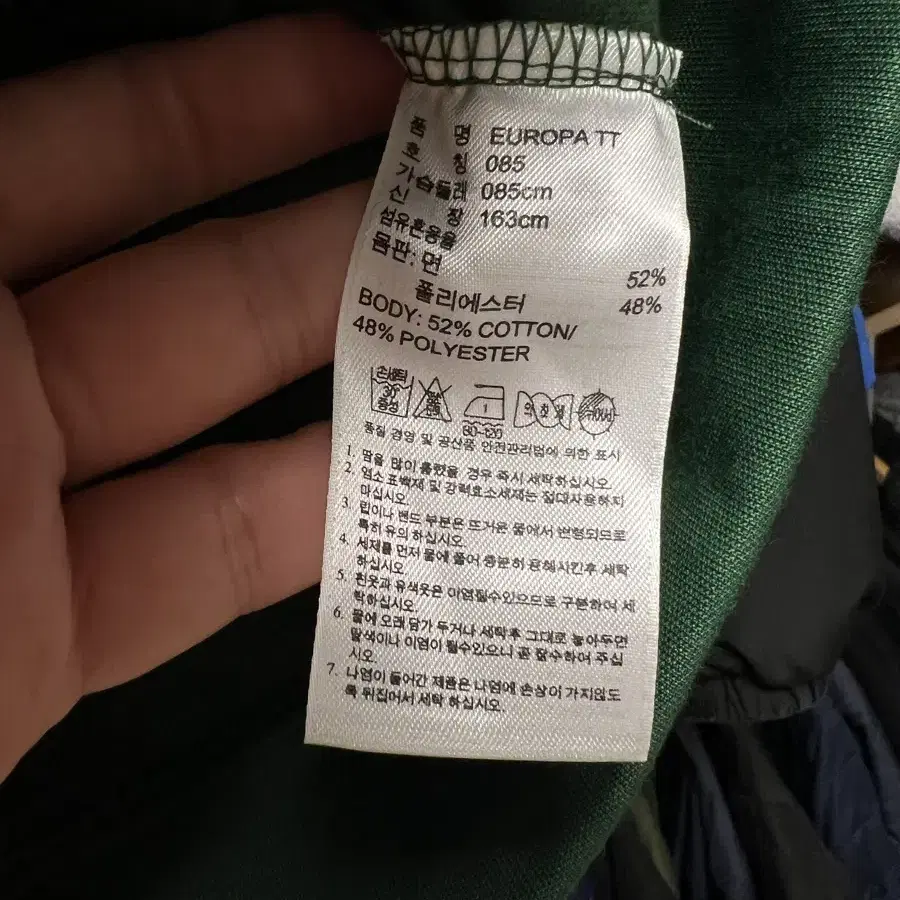 품 명 EUROPA TT
호 칭 085
가슴둘레 085cm
신 장 163cm
섬유혼용율
몸판: 면 52%
폴리에스터 48%
BODY: 52% COTTON/
48% POLYESTER
손세탁
30°
중성
80-120
품질 경영 및 공산품 안전관리법에 의한 표시
1. 땀을 많이 흘렸을 경우 즉시 세탁하십시오
2. 염소 표백제 및 강력효소세제는 절대사용하지
마십시오.
3. 립이나 밴드 부분은 뜨거운 물에서 변형되므로
특히 유의 하십시오.
4. 세제를 먼저 물에 풀어 충분히 용해시킨후 세탁
하십시오.
5. 흰옷과 유색옷은 이염될수있으므로 구분하여 세
탁하십시오.
6. 물에 오래 담가 두거나 세탁후 그대로 놓아두면
탈색이나 이염이 될수있으니 곧 탈수하여 주십
시오.
7. 나염이 들어간 제품은 나염에 손상이 가지않도
록 뒤집어서 세탁 하십시오.